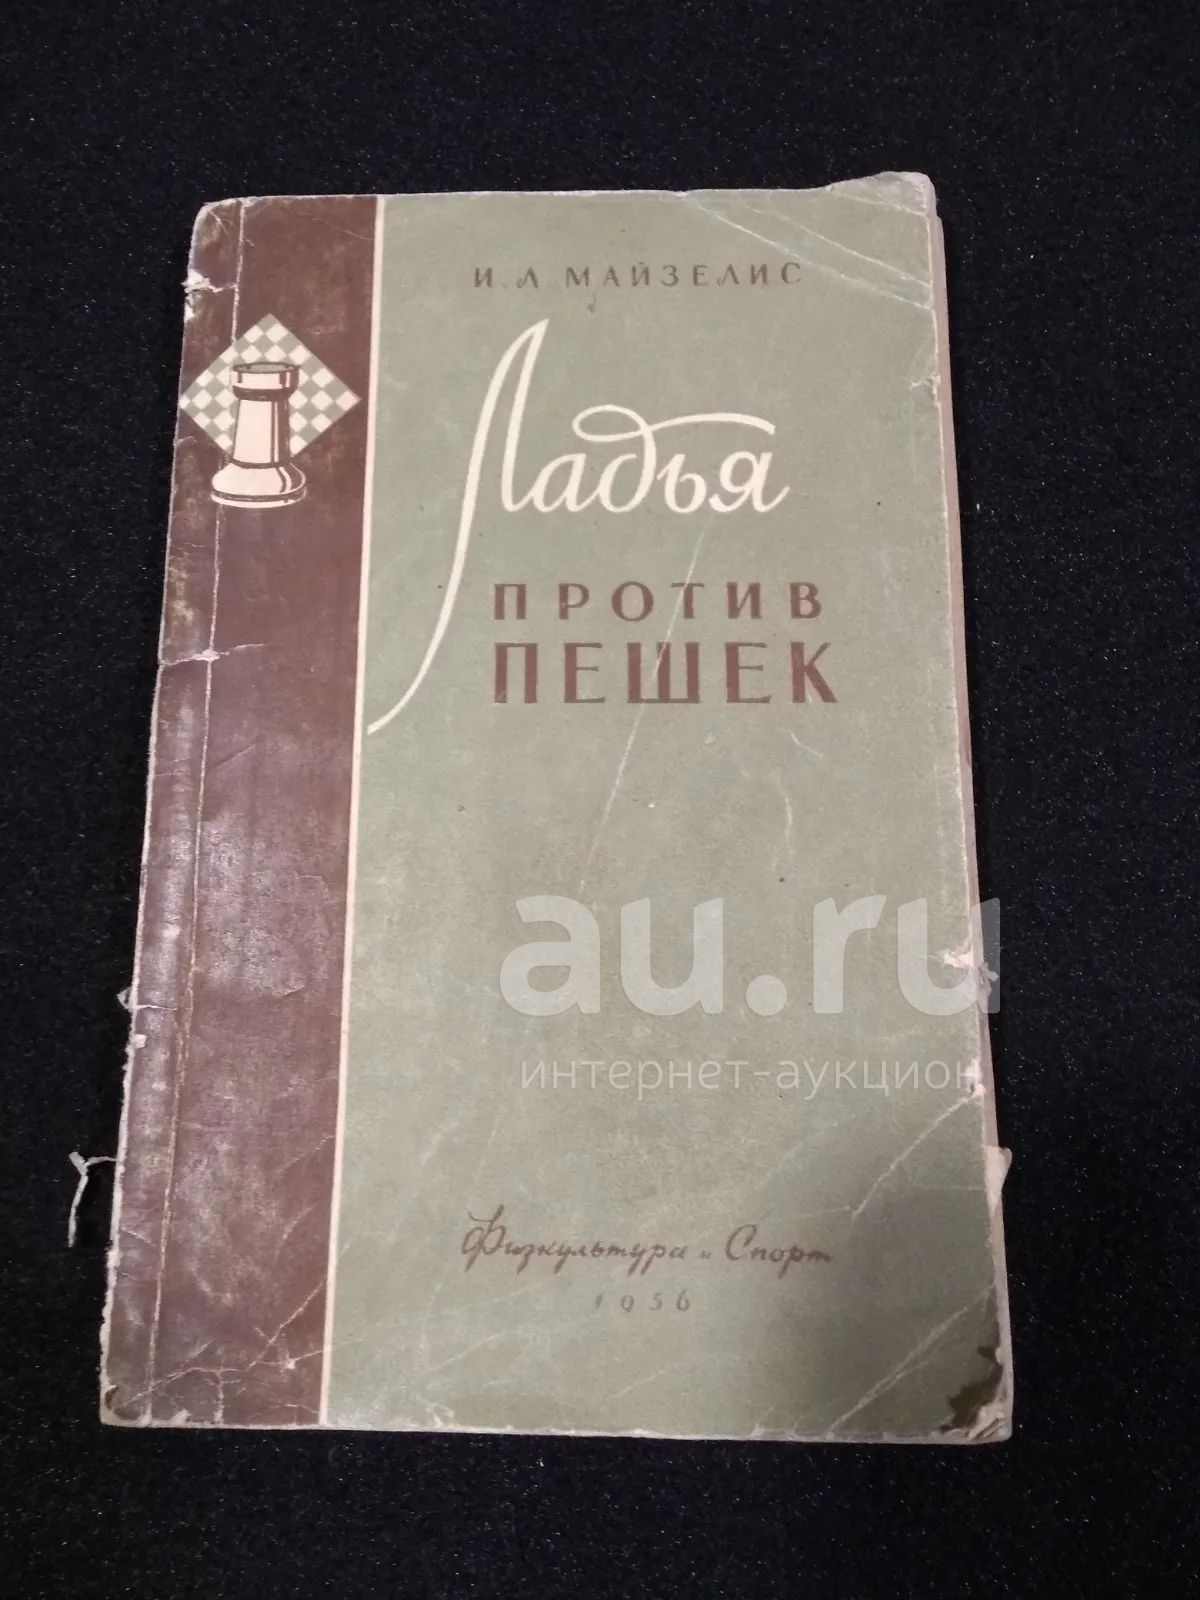 И. Л. МАЙЗЕЛИС
Ладья
ПРОТИВ
ПЕШЕК
au.ru
интернет-аукцион
Физкультура и Спорт
1956